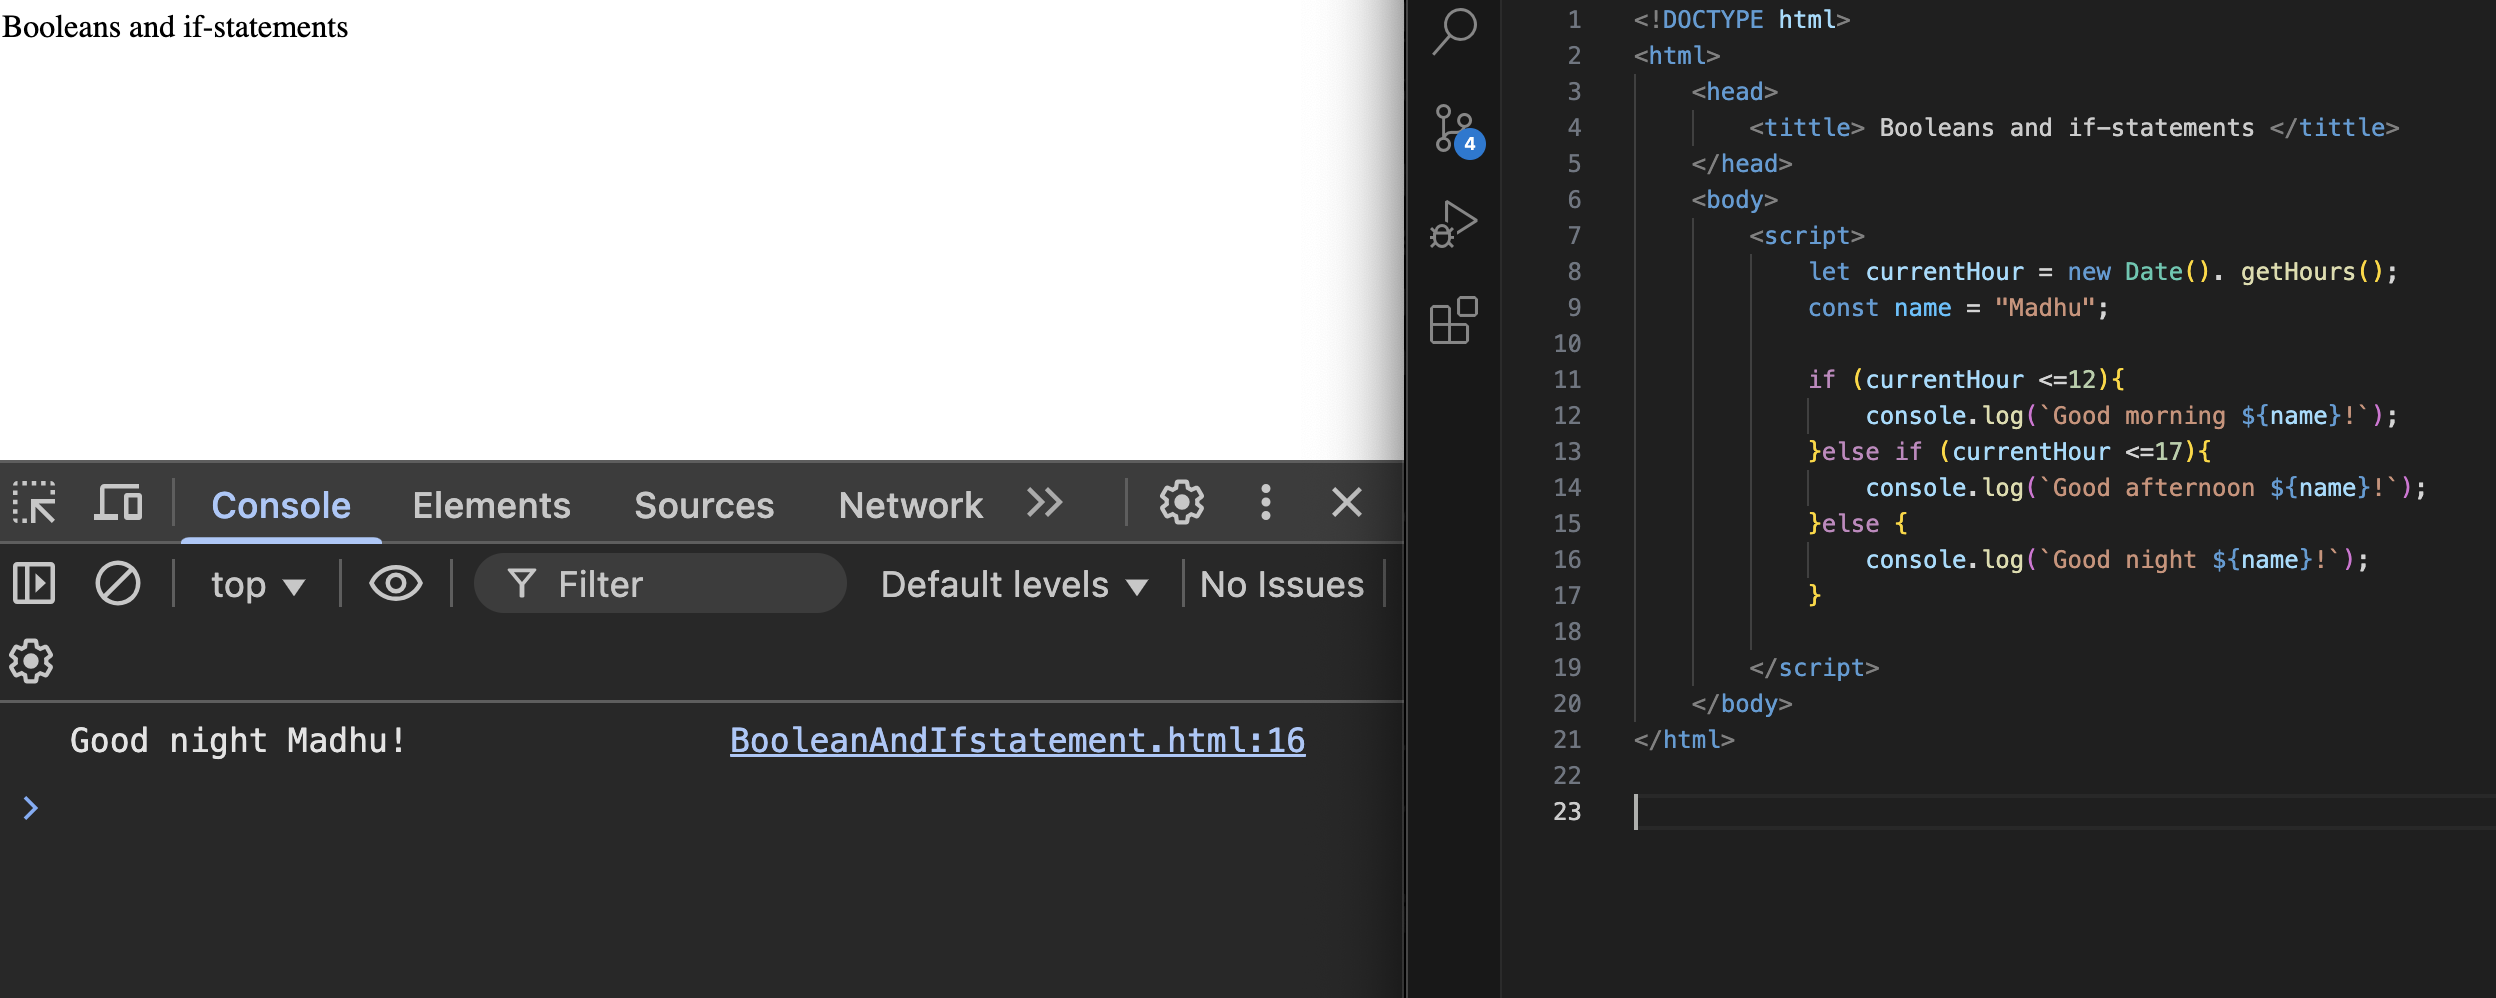 Booleans and if-statements
Console Elements Sources Network
top Filter Default levels No Issues
Good night Madhu! BooleanAndIfstatement.html:16
4
1 <!DOCTYPE html>
2 <html>
3 <head>
4 <tittle> Booleans and if-statements </tittle>
5 </head>
6 <body>
7 <script>
8 let currentHour = new Date(). getHours();
9 const name = "Madhu";
10
11 if (currentHour <=12){
12 console.log(`Good morning ${name}!`);
13 }else if (currentHour <=17){
14 console.log(`Good afternoon ${name}!`);
15 }else {
16 console.log(`Good night ${name}!`);
17 }
18
19 </script>
20 </body>
21 </html>
22
23